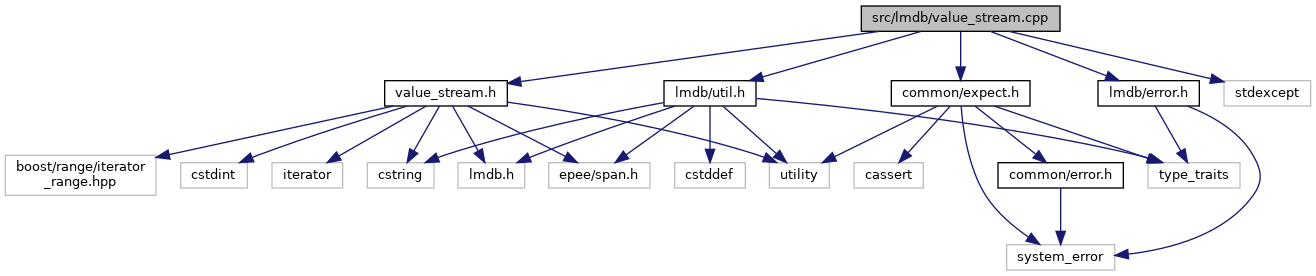 src/lmdb/value_stream.cpp
value_stream.h
lmdb/util.h
common/expect.h
lmdb/error.h
stdexcept
boost/range/iterator
_range.hpp
cstdint
iterator
cstring
lmdb.h
epee/span.h
cstddef
utility
cassert
common/error.h
type_traits
system_error